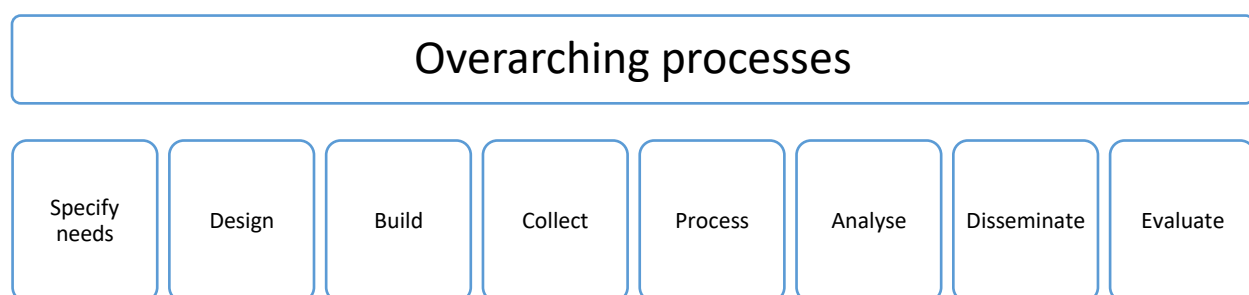 Overarching processes
Specify
needs
Design
Build
Collect
Process
Analyse
Disseminate
Evaluate